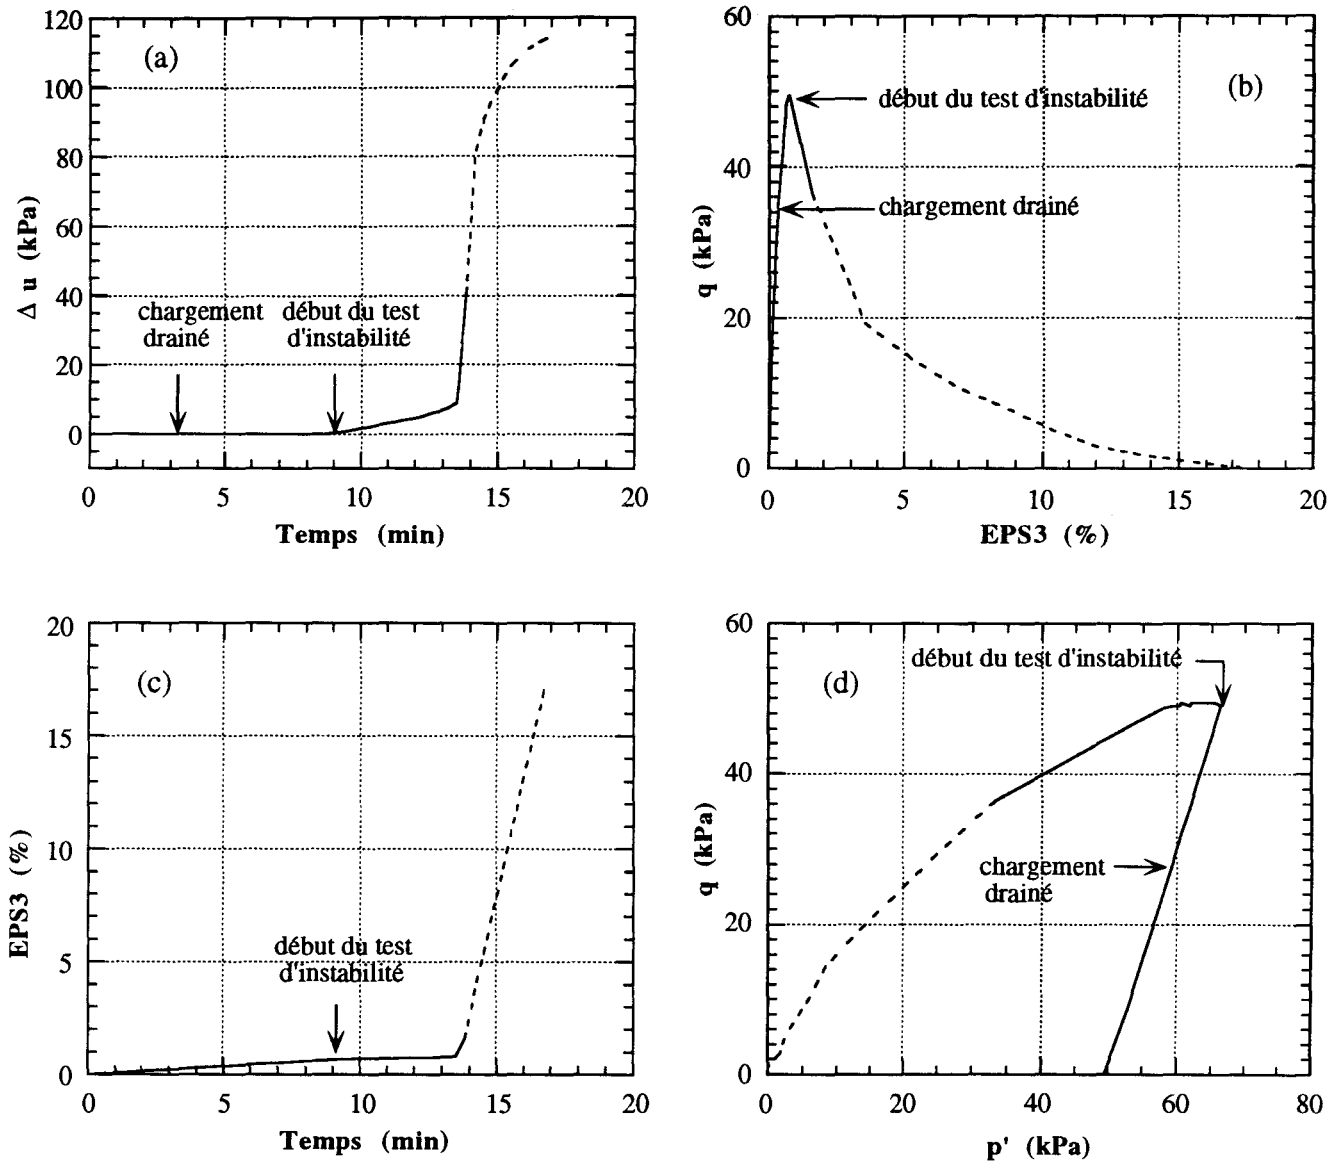 (a)
120
100
80
60
40
20
0
Δ u (kPa)
chargement
drainé
début du test
d'instabilité
0 5 10 15 20
Temps (min)
(b)
60
40
20
0
q (kPa)
début du test d'instabilité
chargement drainé
0 5 10 15 20
EPS3 (%)
(c)
20
15
10
5
0
EPS3 (%)
début du test
d'instabilité
0 5 10 15 20
Temps (min)
(d)
60
40
20
0
q (kPa)
début du test d'instabilité
chargement
drainé
0 20 40 60 80
p' (kPa)